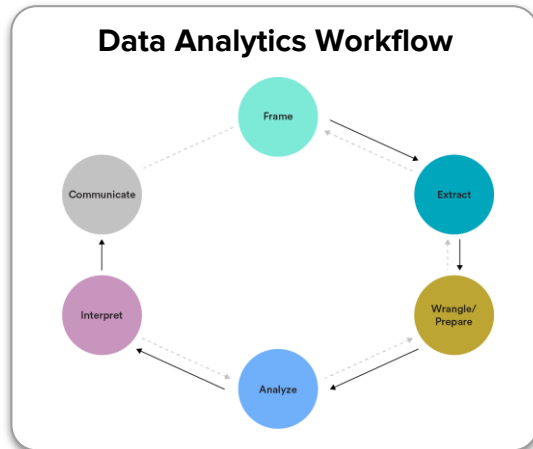 Data Analytics Workflow
Frame
Extract
Wrangle/
Prepare
Analyze
Interpret
Communicate